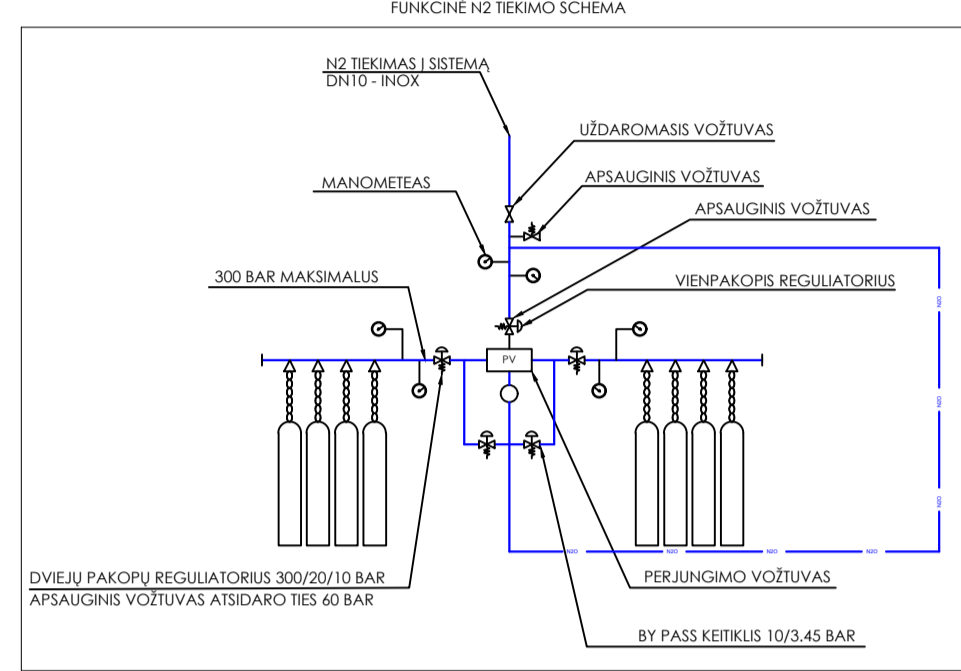 FUNKCINĖ N2 TIEKIMO SCHEMA
N2 TIEKIMAS Į SISTEMĄ
DN10 - INOX
UŽDAROMASIS VOŽTUVAS
MANOMETEAS
APSAUGINIS VOŽTUVAS
APSAUGINIS VOŽTUVAS
300 BAR MAKSIMALUS
VIENPAKOPIS REGULIATORIUS
N2O
PV
N2O
N2O
N2O
N2O
N2O
N2O
DVIEJŲ PAKOPŲ REGULIATORIUS 300/20/10 BAR
APSAUGINIS VOŽTUVAS ATSIDARO TIES 60 BAR
PERJUNGIMO VOŽTUVAS
BY PASS KEITIKLIS 10/3.45 BAR